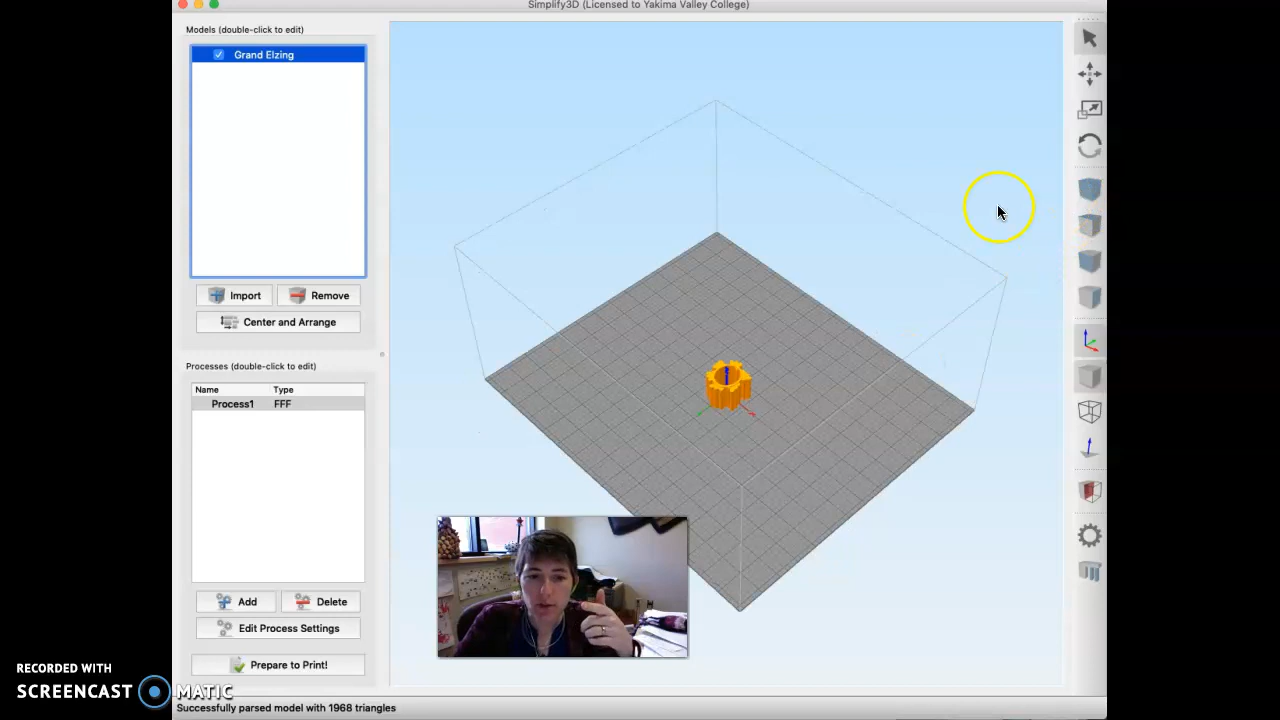 Simplify3D (Licensed to Yakima Valley College)
Models (double-click to edit)
Grand Elzing
Import
Remove
Center and Arrange
Processes (double-click to edit)
Name Type
Process1 FFF
Add
Delete
Edit Process Settings
Prepare to Print!
RECORDED WITH
SCREENCAST MATIC
Successfully parsed model with 1968 triangles